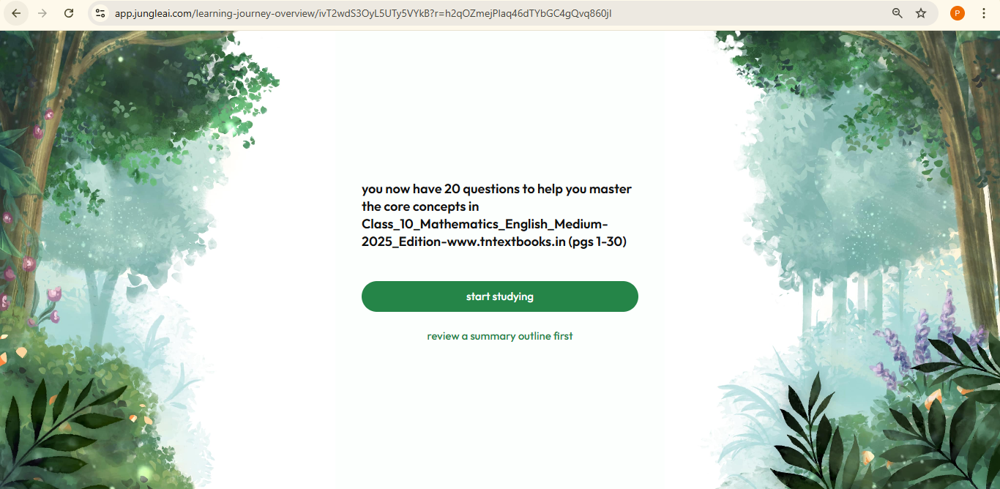 app.jungleai.com/learning-journey-overview/ivT2wdS3OyL5UTy5VYkB?r=h2qOZmejPIaq46dTYbGC4gQvq860jI
P
you now have 20 questions to help you master
the core concepts in
Class_10_Mathematics_English_Medium-
2025_Edition-www.tntextbooks.in (pgs 1-30)
start studying
review a summary outline first